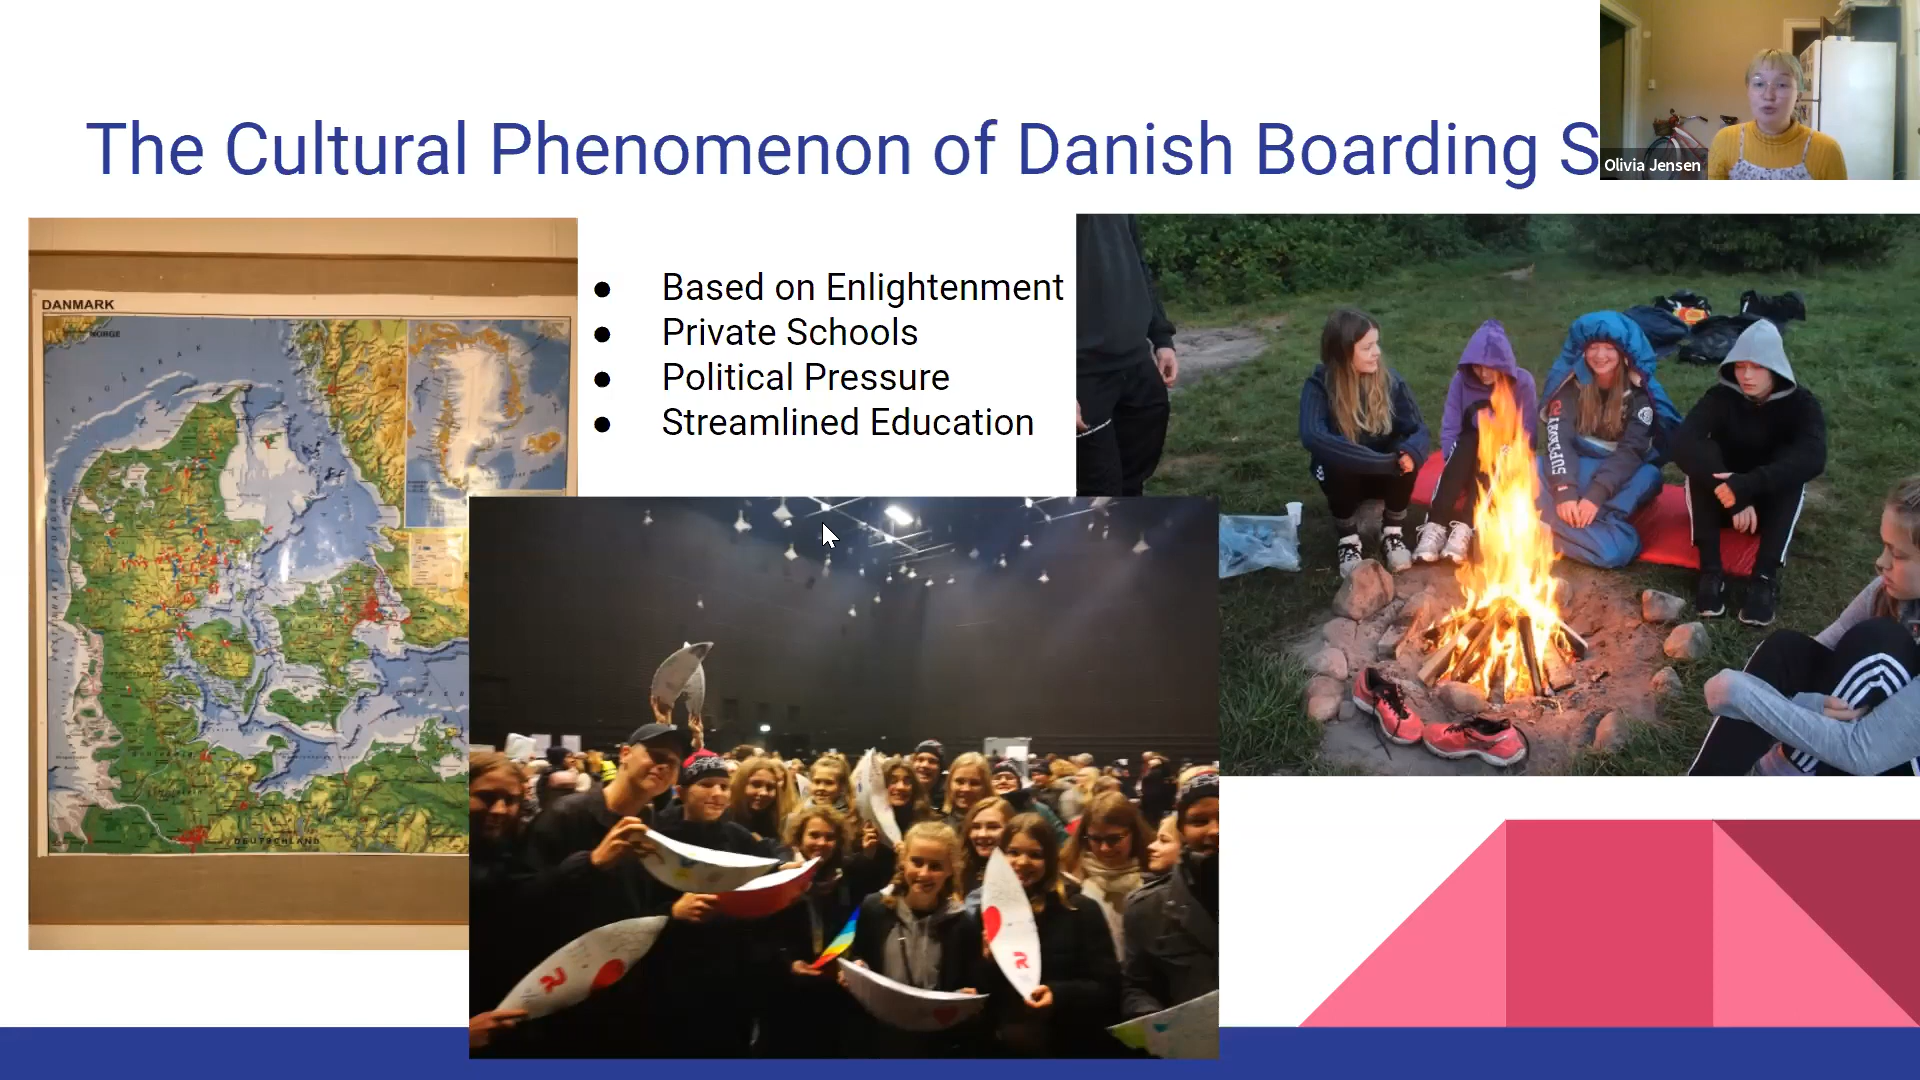 The Cultural Phenomenon of Danish Boarding S
Olivia Jensen
● Based on Enlightenment
● Private Schools
● Political Pressure
● Streamlined Education
DANMARK
NORGE
DEUTSCHLAND
SUPERDRY
R
R